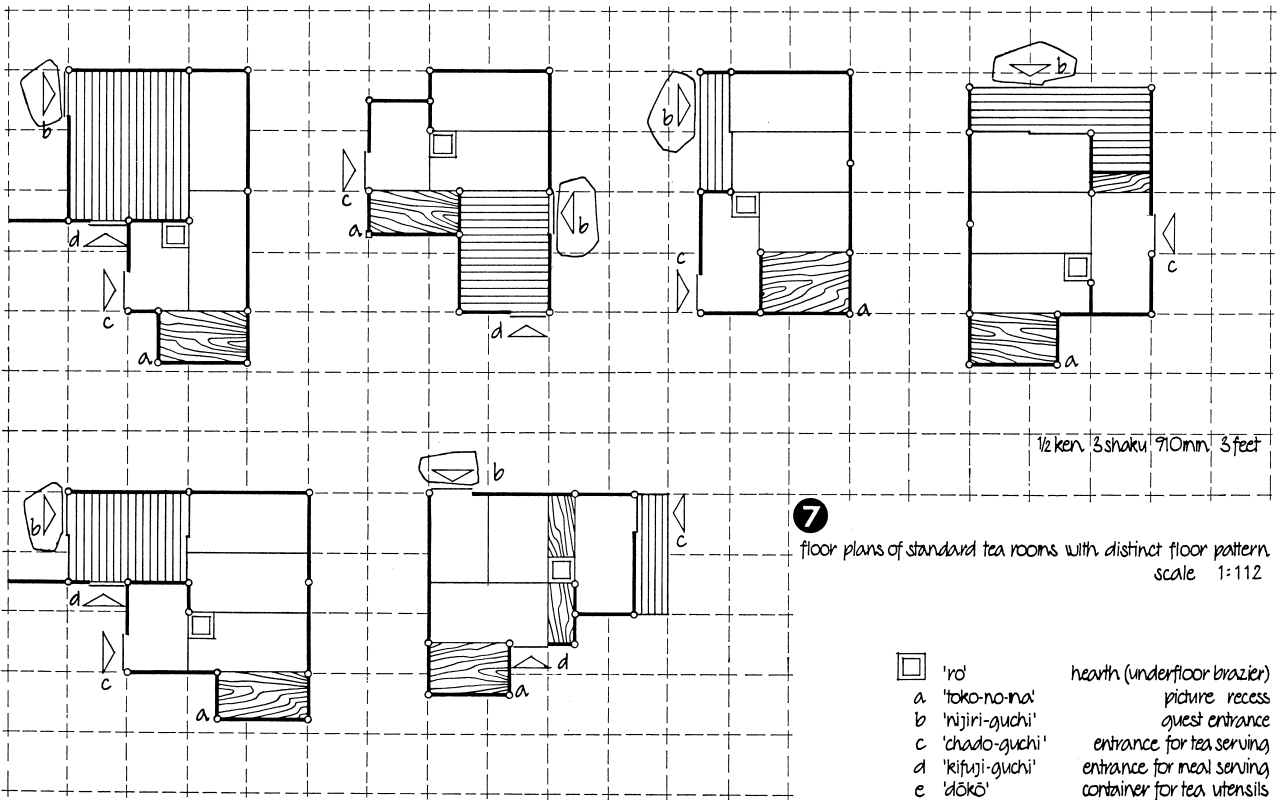 b
b
b
b
d
c
c
a
a
b
d
c
a
c
a
½ ken 3 shaku 910mm 3 feet
b
b
d
c
a
c
d
a
7
floor plans of standard tea rooms with distinct floor pattern
scale 1:112
'ro' hearth (underfloor brazier)
a 'toko-no-ma' picture recess
b 'nijiri-guchi' guest entrance
c 'chado-guchi' entrance for tea serving
d 'kifuji-guchi' entrance for meal serving
e 'dōkō' container for tea utensils